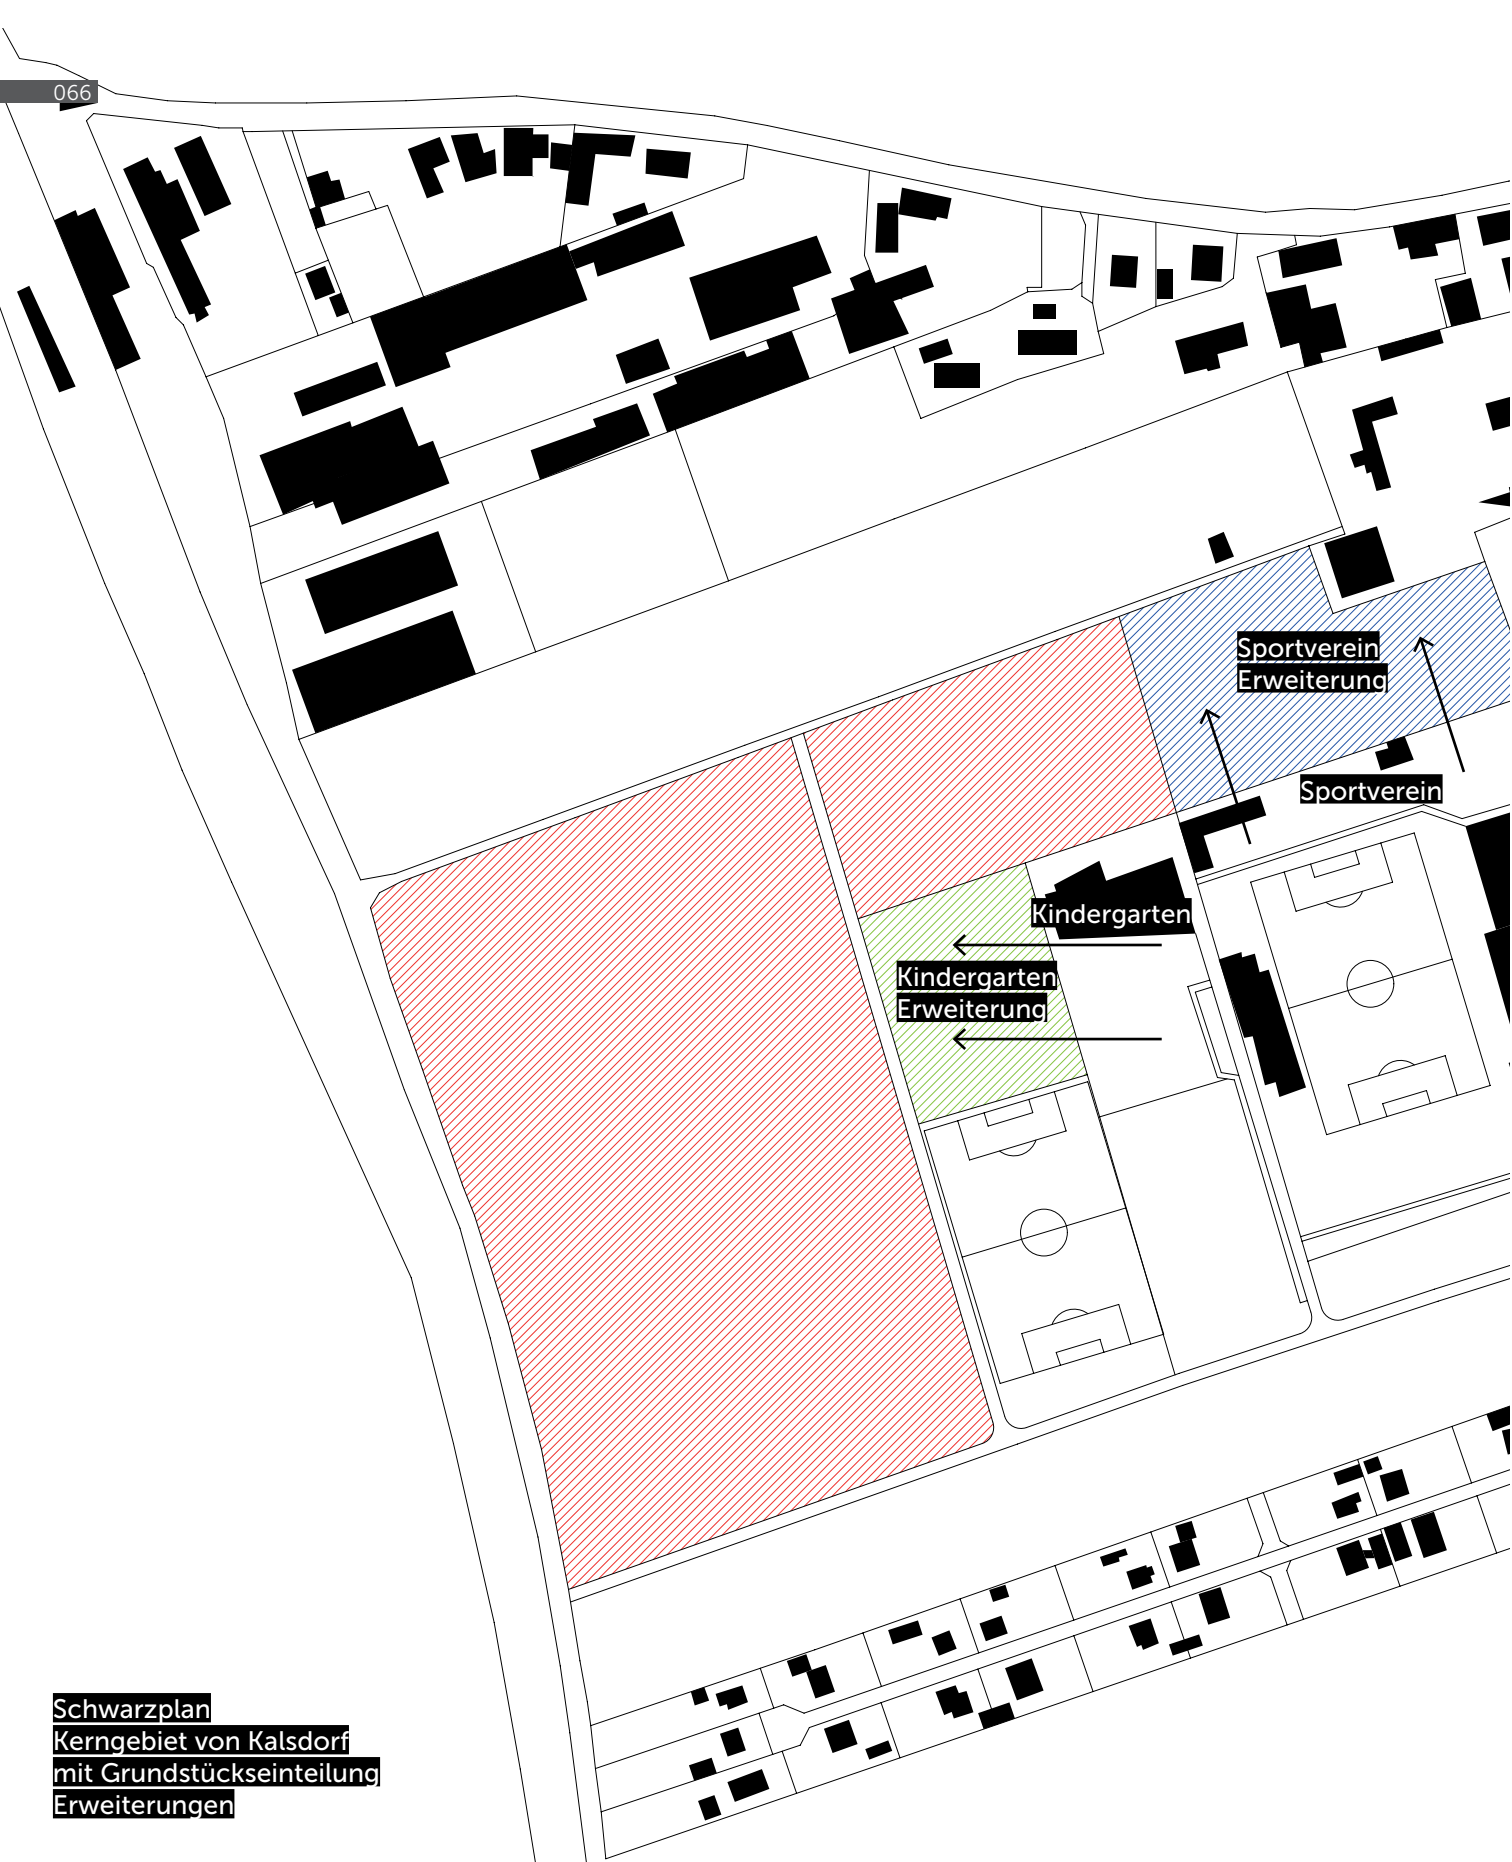 066
Sportverein
Erweiterung
Sportverein
Kindergarten
Kindergarten
Erweiterung
Schwarzplan
Kerngebiet von Kalsdorf
mit Grundstückseinteilung
Erweiterungen